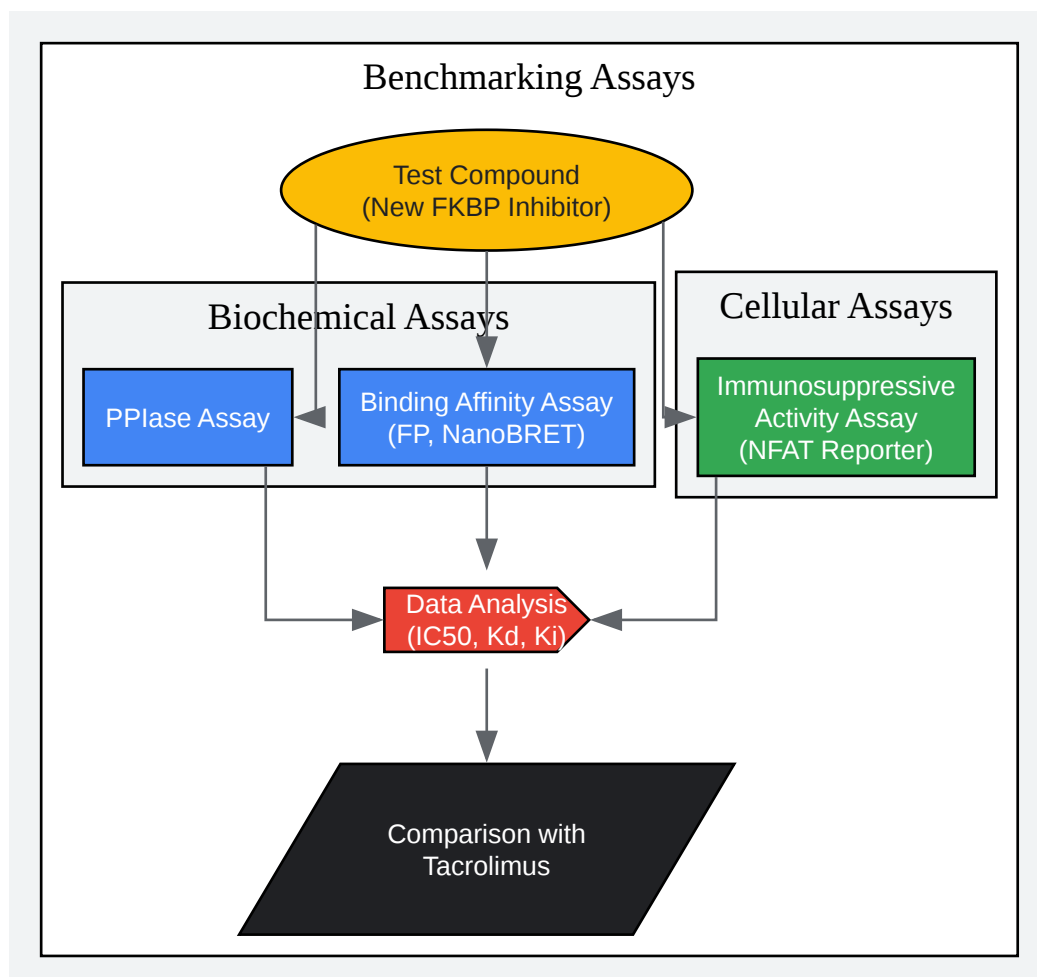 Benchmarking Assays
Test Compound
(New FKBP Inhibitor)
Biochemical Assays
PPIase Assay
Binding Affinity Assay
(FP, NanoBRET)
Cellular Assays
Immunosuppressive
Activity Assay
(NFAT Reporter)
Data Analysis
(IC50, Kd, Ki)
Comparison with
Tacrolimus